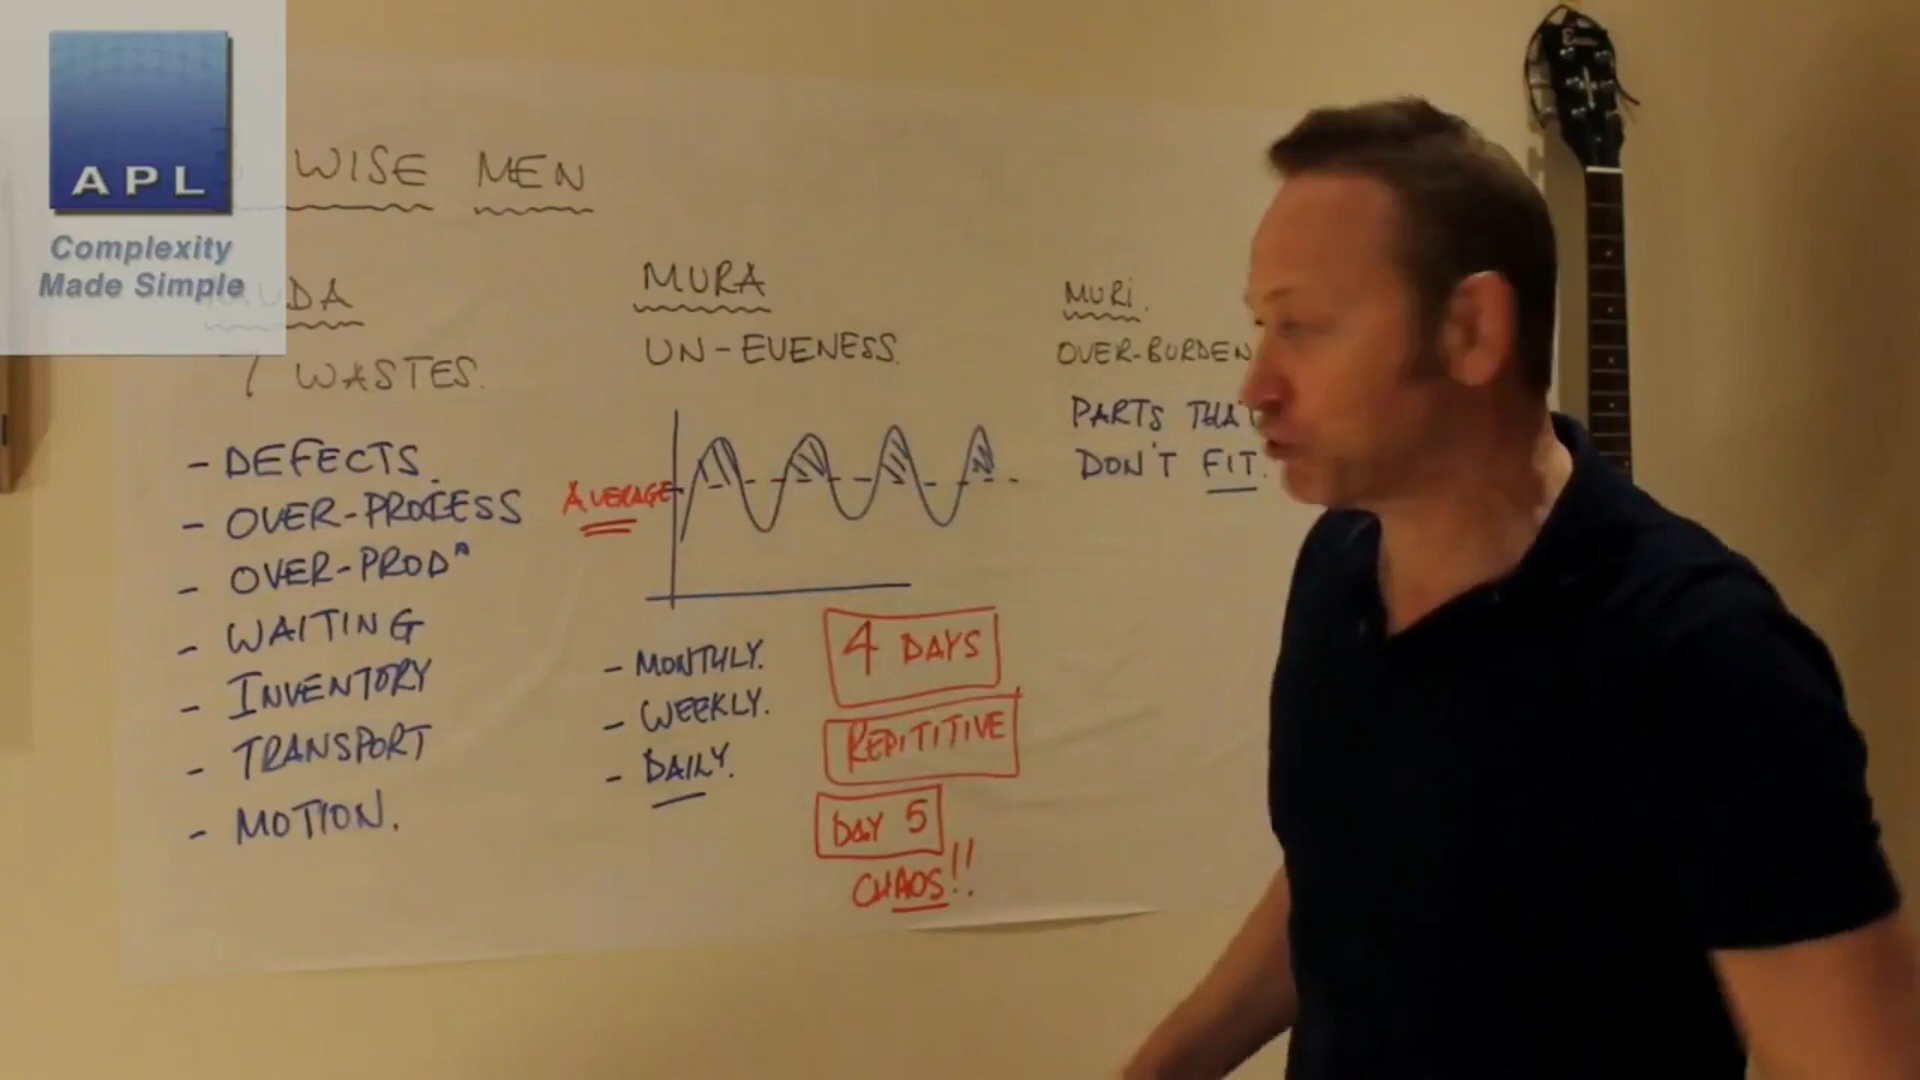 APL
Complexity
Made Simple
WISE MEN
MUDA
7 WASTES.
- DEFECTS.
- OVER-PROCESS
- OVER-PRODN
- WAITING
- INVENTORY
- TRANSPORT
- MOTION.
MURA
UN-EVENESS.
AVERAGE
- MONTHLY.
- WEEKLY.
- DAILY.
4 DAYS
REPITITIVE
DAY 5
CHAOS!!
MURI.
OVER-BURDEN
PARTS THAT
DON'T FIT.